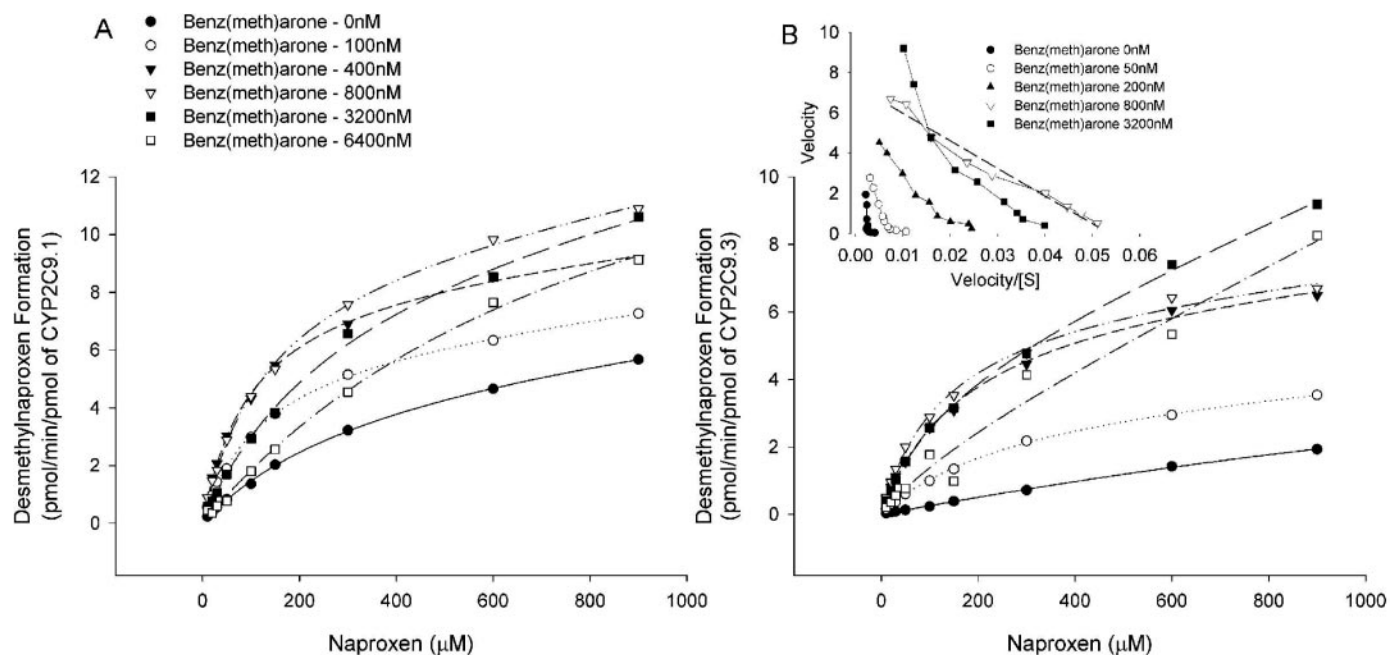 A
Benz(meth)arone - 0nM
Benz(meth)arone - 100nM
Benz(meth)arone - 400nM
Benz(meth)arone - 800nM
Benz(meth)arone - 3200nM
Benz(meth)arone - 6400nM
12
10
8
6
4
2
0
Desmethylnaproxen Formation
(pmol/min/pmol of CYP2C9.1)
0 200 400 600 800 1000
Naproxen (μM)
B
10
8
6
4
2
0
Velocity
Benz(meth)arone 0nM
Benz(meth)arone 50nM
Benz(meth)arone 200nM
Benz(meth)arone 800nM
Benz(meth)arone 3200nM
0.00 0.01 0.02 0.03 0.04 0.05 0.06
Velocity/[S]
10
8
6
4
2
0
Desmethylnaproxen Formation
(pmol/min/pmol of CYP2C9.3)
0 200 400 600 800 1000
Naproxen (μM)